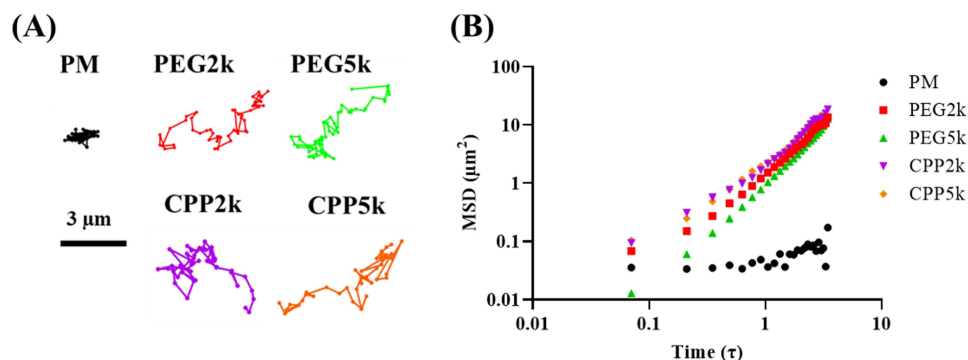 (A)
PM PEG2k PEG5k
3 µm
CPP2k CPP5k
(B)
MSD (µm²)
100
10
1
0.1
0.01
0.01 0.1 1 10
Time (τ)
PM
PEG2k
PEG5k
CPP2k
CPP5k